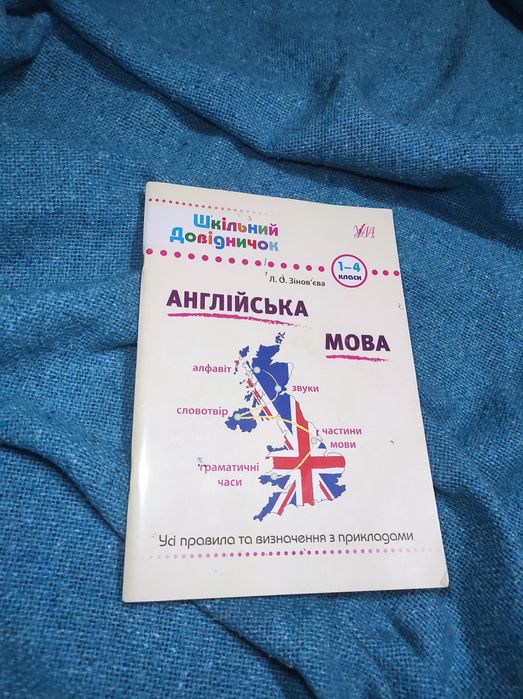 Шкільний
Довідничок
УЛА
1–4
класи
Л. О. Зінов'єва
АНГЛІЙСЬКА
МОВА
алфавіт
звуки
словотвір
частини
мови
граматичні
часи
Усі правила та визначення з прикладами